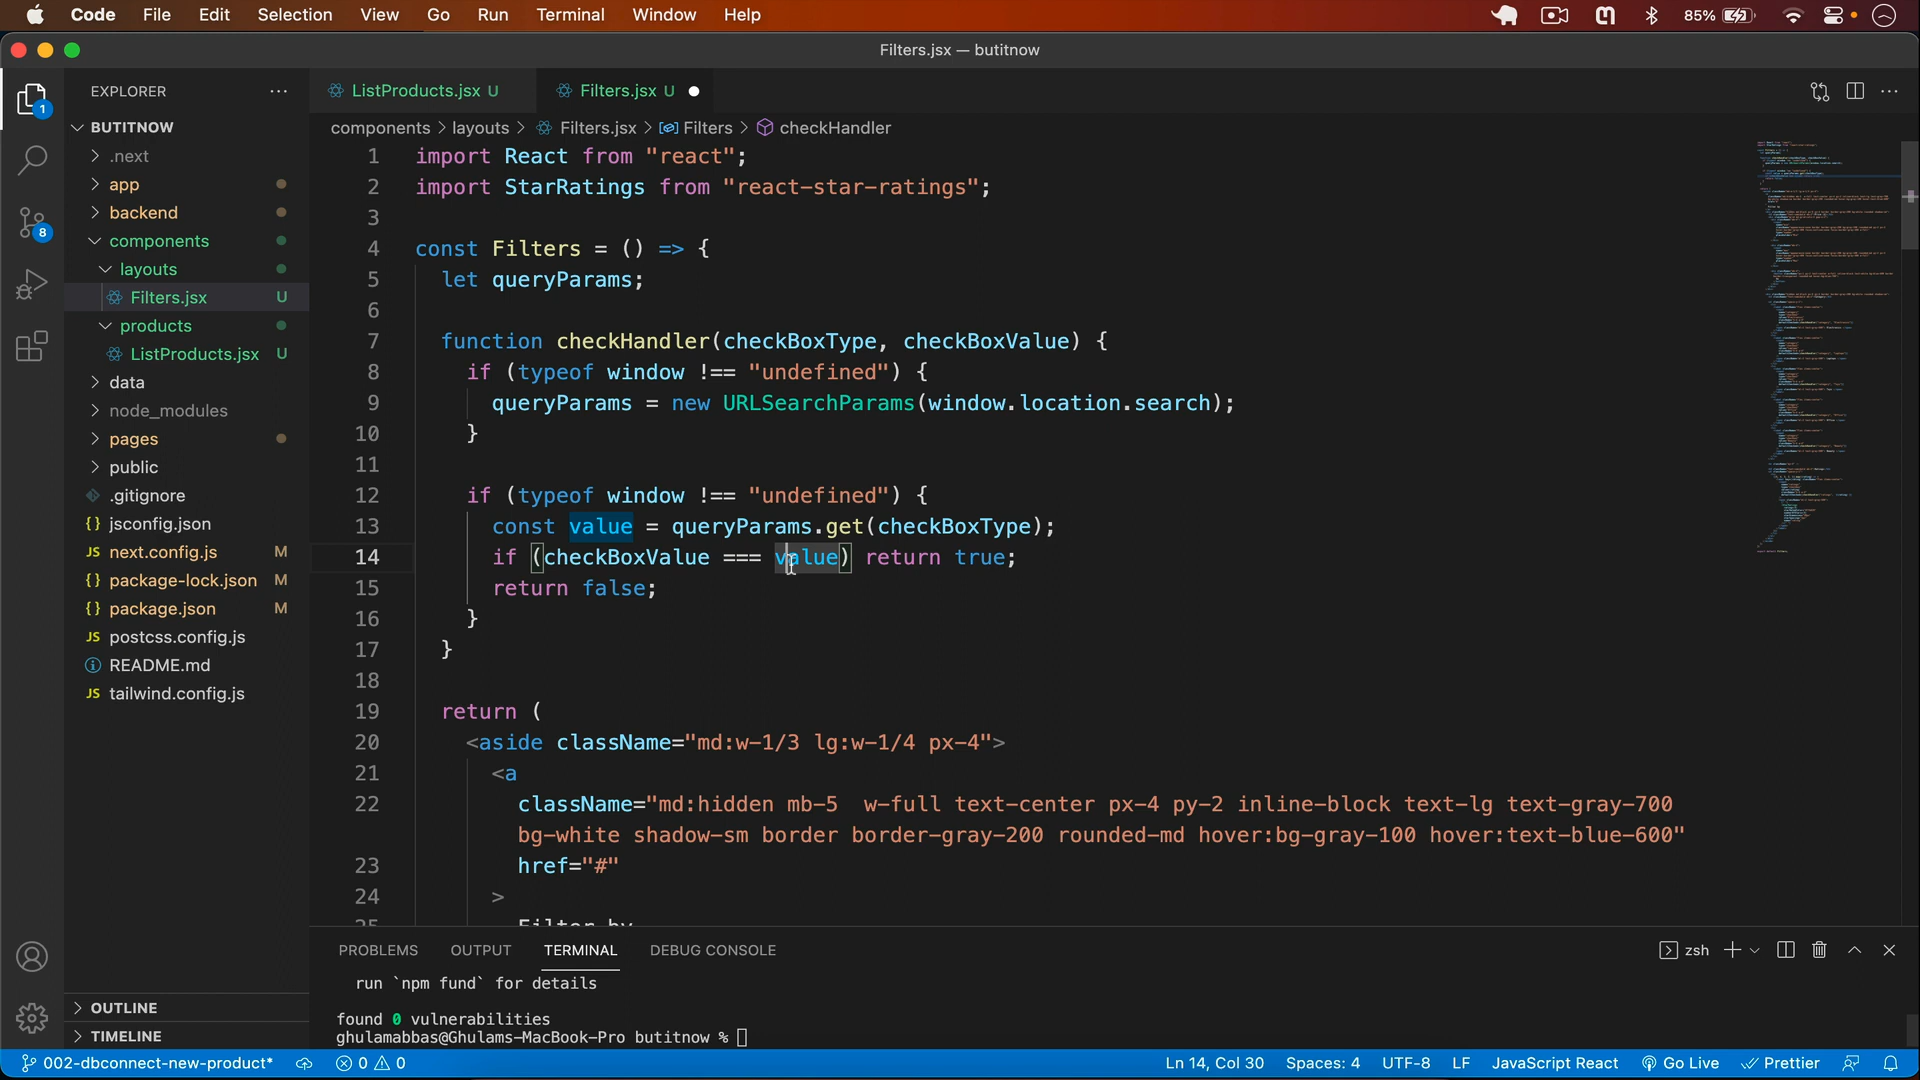 Code File Edit Selection View Go Run Terminal Window Help 85%
Filters.jsx — butitnow
EXPLORER
BUTITNOW
.next
app
backend
components
layouts
Filters.jsx U
products
ListProducts.jsx U
data
node_modules
pages
public
.gitignore
jsconfig.json
next.config.js M
package-lock.json M
package.json M
postcss.config.js
README.md
tailwind.config.js
OUTLINE
TIMELINE
1
8
ListProducts.jsx U Filters.jsx U
components > layouts > Filters.jsx > Filters > checkHandler
1 import React from "react";
2 import StarRatings from "react-star-ratings";
3
4 const Filters = () => {
5 let queryParams;
6
7 function checkHandler(checkBoxType, checkBoxValue) {
8 if (typeof window !== "undefined") {
9 queryParams = new URLSearchParams(window.location.search);
10 }
11
12 if (typeof window !== "undefined") {
13 const value = queryParams.get(checkBoxType);
14 if (checkBoxValue === value) return true;
15 return false;
16 }
17 }
18
19 return (
20 <aside className="md:w-1/3 lg:w-1/4 px-4">
21 <a
22 className="md:hidden mb-5  w-full text-center px-4 py-2 inline-block text-lg text-gray-700
bg-white shadow-sm border border-gray-200 rounded-md hover:bg-gray-100 hover:text-blue-600"
23 href="#"
24 >
25 Filter by
PROBLEMS OUTPUT TERMINAL DEBUG CONSOLE zsh
run `npm fund` for details
found 0 vulnerabilities
ghulamabbas@Ghulams-MacBook-Pro butitnow %
002-dbconnect-new-product* 0 0 Ln 14, Col 30 Spaces: 4 UTF-8 LF JavaScript React Go Live Prettier